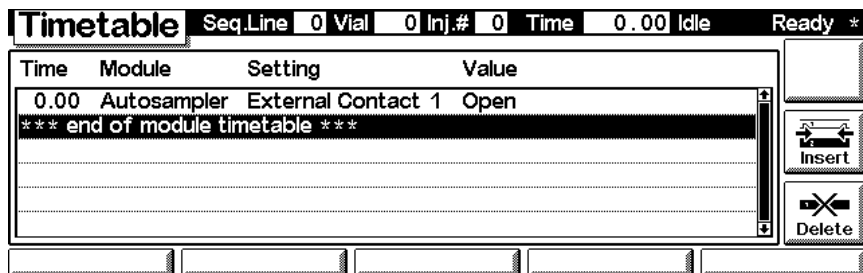 Timetable Seq.Line 0 Vial 0 Inj.# 0 Time 0.00 Idle Ready *
Time Module Setting Value
0.00 Autosampler External Contact 1 Open
*** end of module timetable ***
Insert
Delete